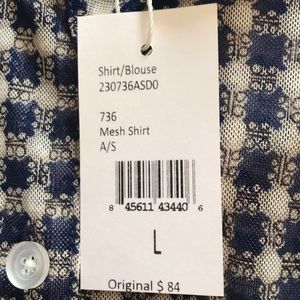 Shirt/Blouse
230736ASD0
736
Mesh Shirt
A/S
8 45611 43440 6
L
Original $ 84